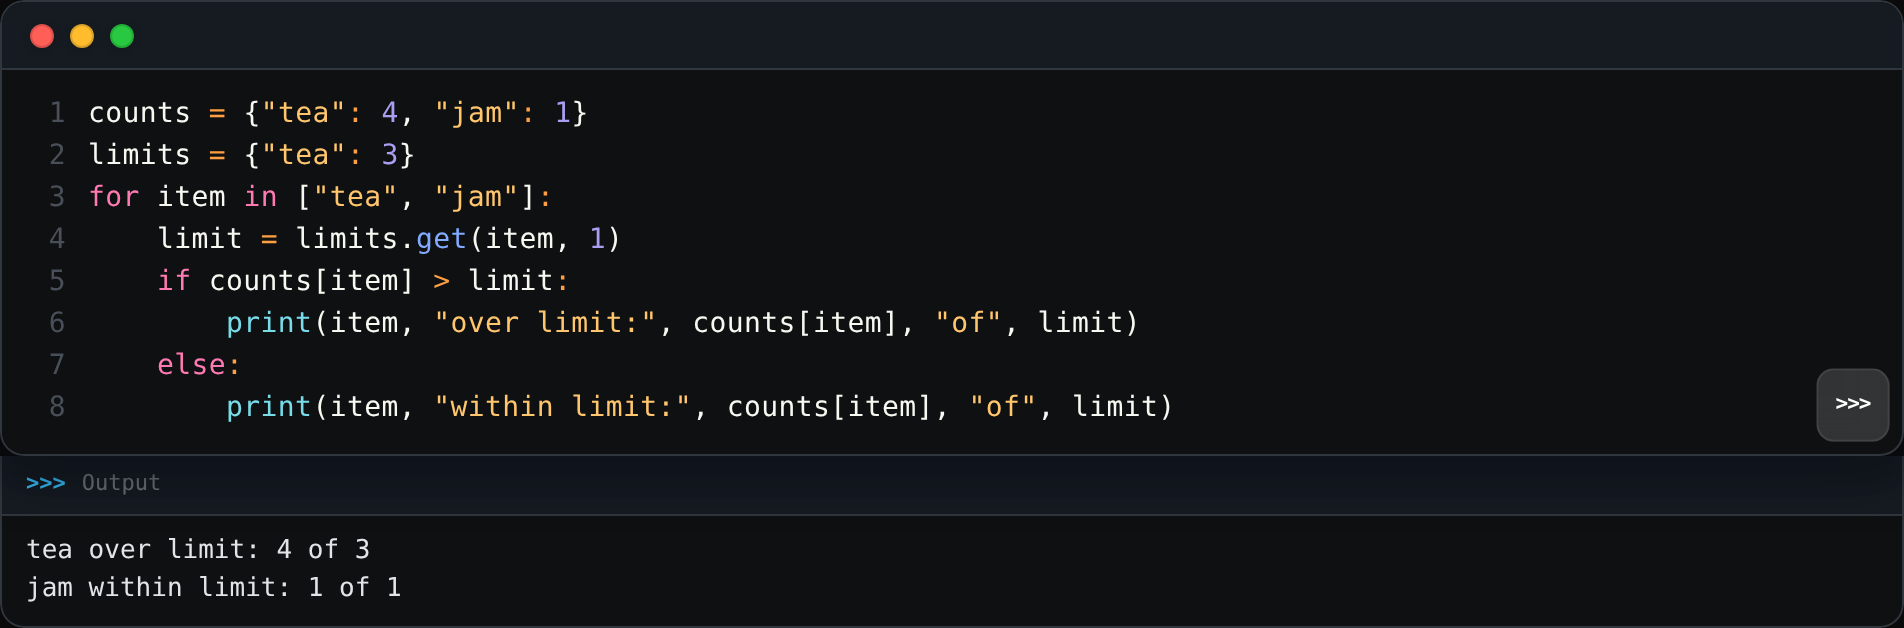 1 counts = {"tea": 4, "jam": 1}
2 limits = {"tea": 3}
3 for item in ["tea", "jam"]:
4     limit = limits.get(item, 1)
5     if counts[item] > limit:
6         print(item, "over limit:", counts[item], "of", limit)
7     else:
8         print(item, "within limit:", counts[item], "of", limit)
>>>
>>> Output
tea over limit: 4 of 3
jam within limit: 1 of 1